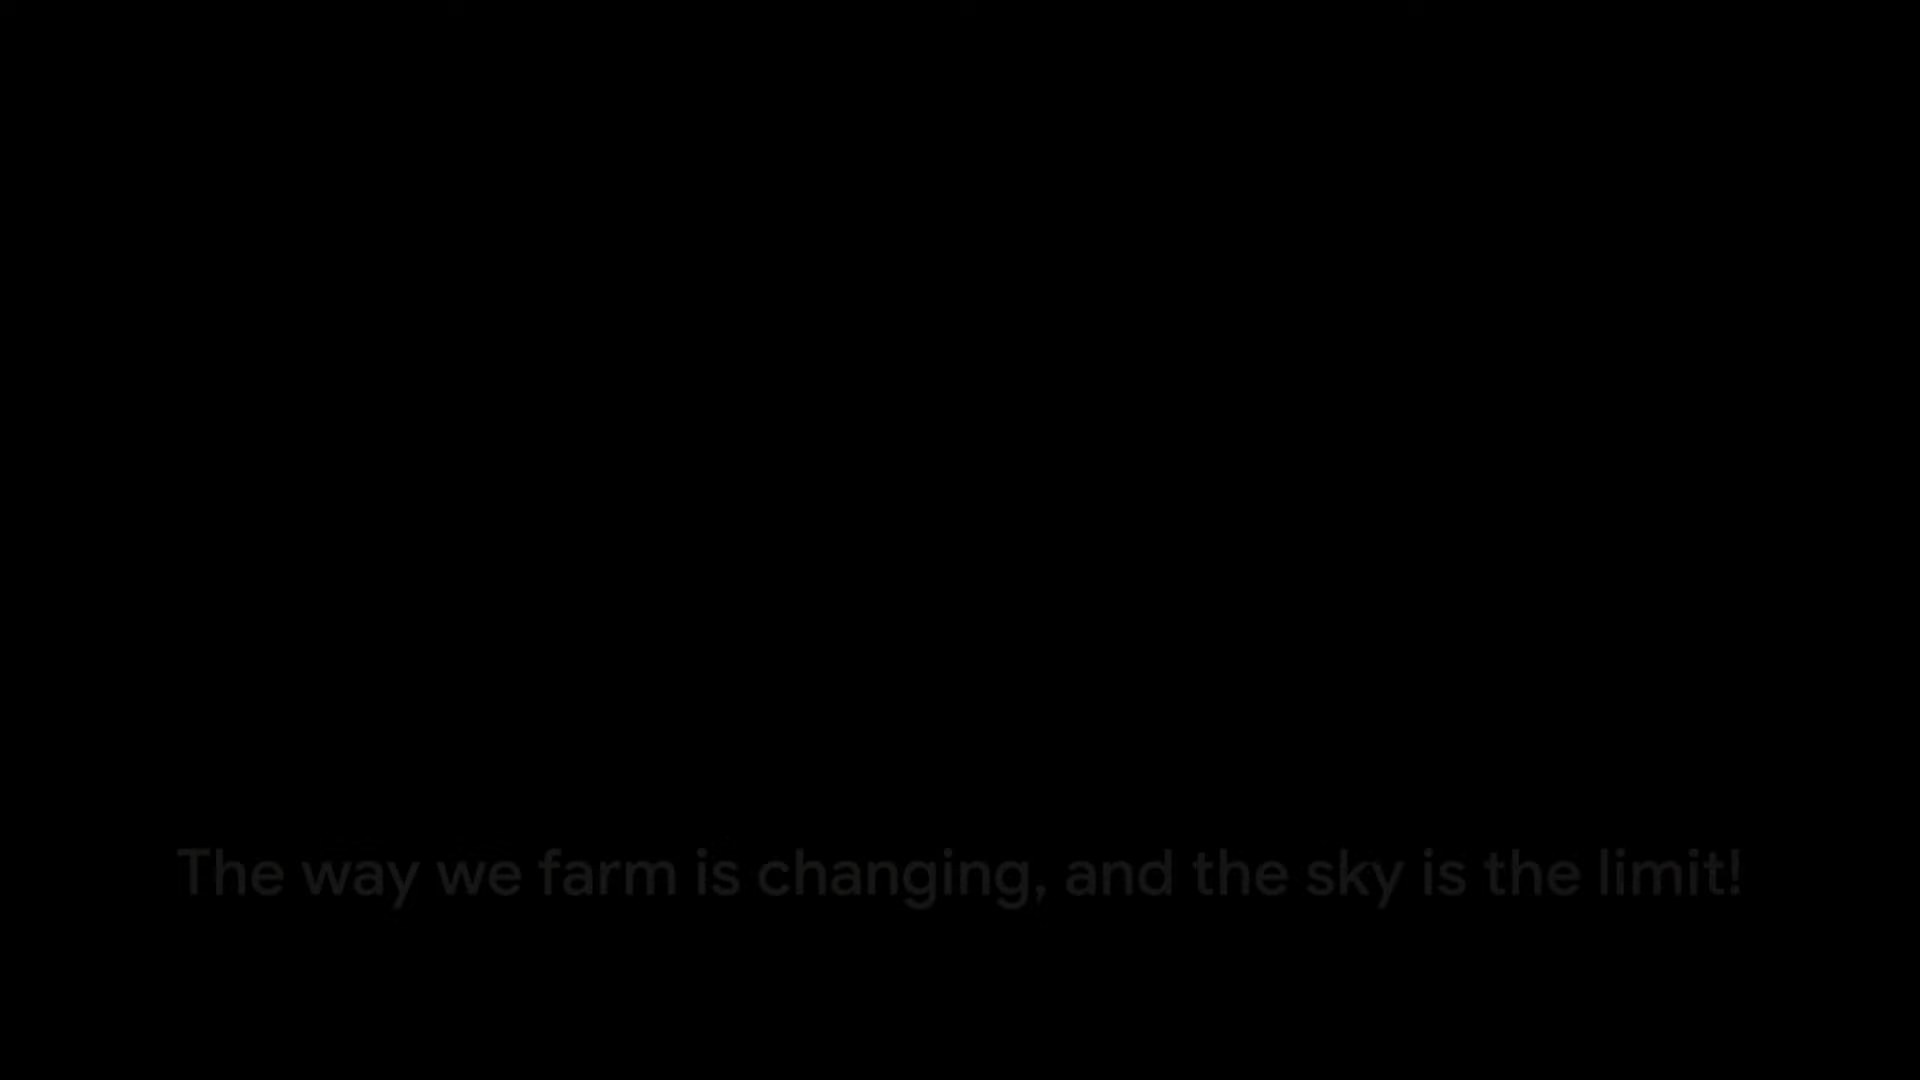 The way we farm is changing, and the sky is the limit!